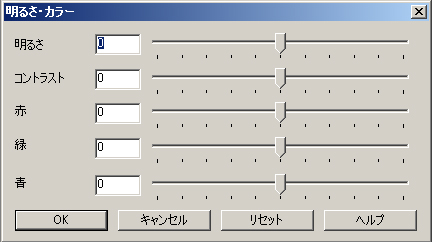 明るさ・カラー
明るさ 0
コントラスト 0
赤 0
緑 0
青 0
OK キャンセル リセット ヘルプ